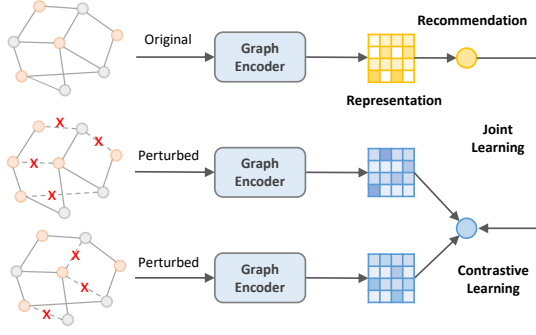 Original
Graph
Encoder
Representation
Recommendation
X
X
X
X
Perturbed
Graph
Encoder
Joint
Learning
X
X
X
Perturbed
Graph
Encoder
Contrastive
Learning